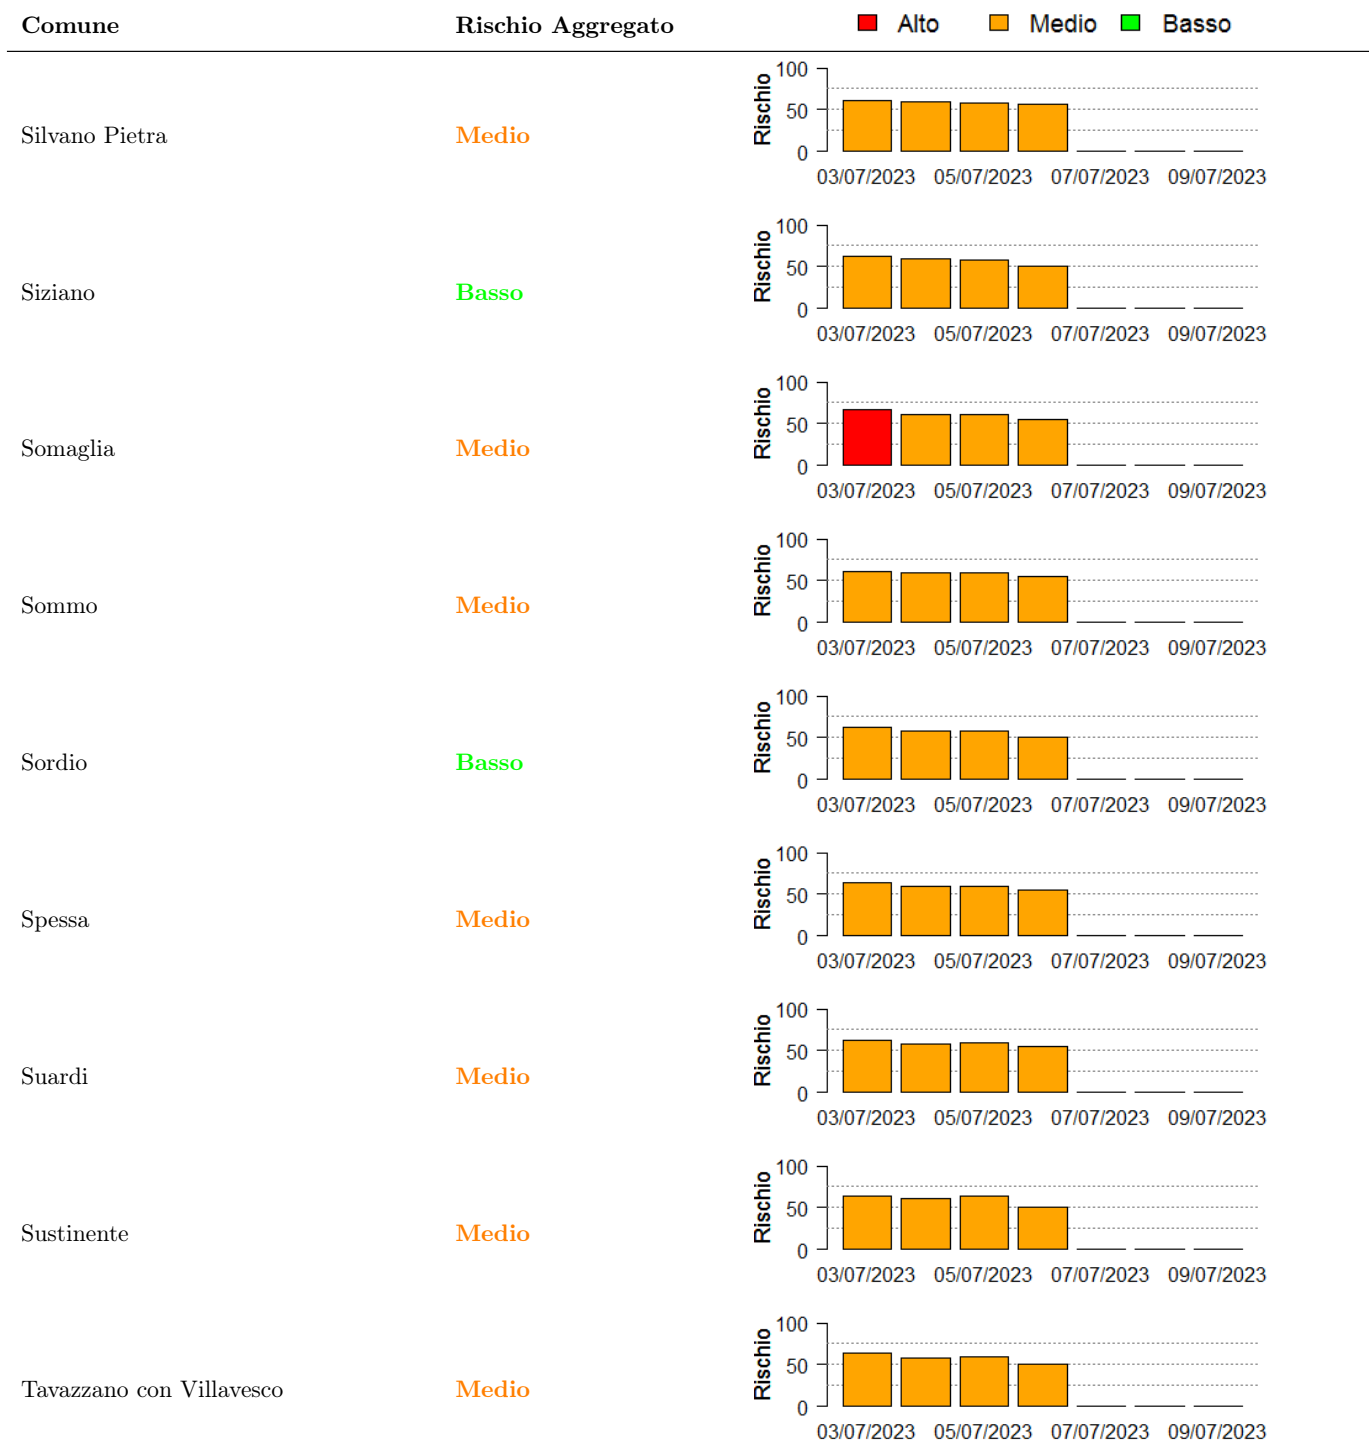 Comune Rischio Aggregato Alto Medio Basso
100
50
0
Rischio
Silvano Pietra Medio
03/07/2023 05/07/2023 07/07/2023 09/07/2023
100
50
0
Rischio
Siziano Basso
03/07/2023 05/07/2023 07/07/2023 09/07/2023
100
50
0
Rischio
Somaglia Medio
03/07/2023 05/07/2023 07/07/2023 09/07/2023
100
50
0
Rischio
Sommo Medio
03/07/2023 05/07/2023 07/07/2023 09/07/2023
100
50
0
Rischio
Sordio Basso
03/07/2023 05/07/2023 07/07/2023 09/07/2023
100
50
0
Rischio
Spessa Medio
03/07/2023 05/07/2023 07/07/2023 09/07/2023
100
50
0
Rischio
Suardi Medio
03/07/2023 05/07/2023 07/07/2023 09/07/2023
100
50
0
Rischio
Sustinente Medio
03/07/2023 05/07/2023 07/07/2023 09/07/2023
100
50
0
Rischio
Tavazzano con Villavesco Medio
03/07/2023 05/07/2023 07/07/2023 09/07/2023